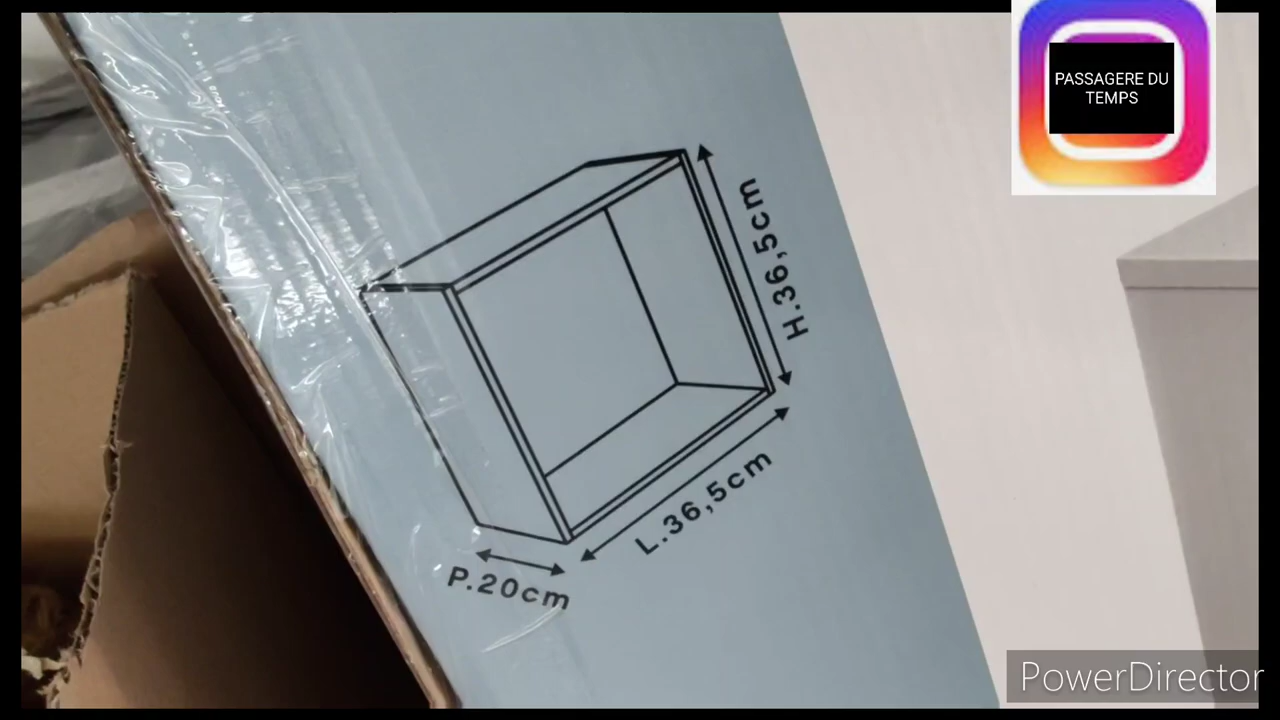 PASSAGERE DU
TEMPS
H.36,5cm
L.36,5cm
P.20cm
PowerDirector